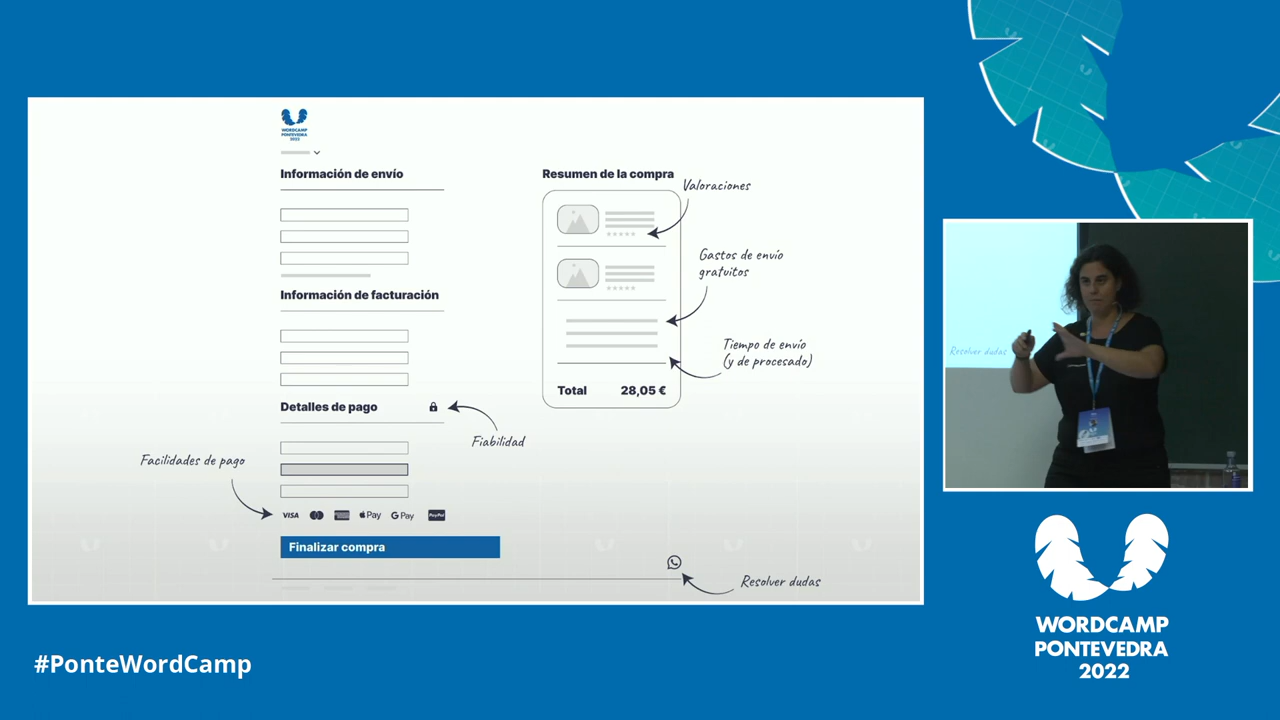 WORDCAMP
PONTEVEDRA
2022
Información de envío
Resumen de la compra
Valoraciones
Gastos de envío
gratuitos
Información de facturación
Tiempo de envío
(y de procesado)
Total 28,05 €
Detalles de pago
Fiabilidad
Facilidades de pago
VISA
Pay
G Pay
PayPal
Finalizar compra
Resolver dudas
Resolver dudas
#PonteWordCamp
WORDCAMP
PONTEVEDRA
2022